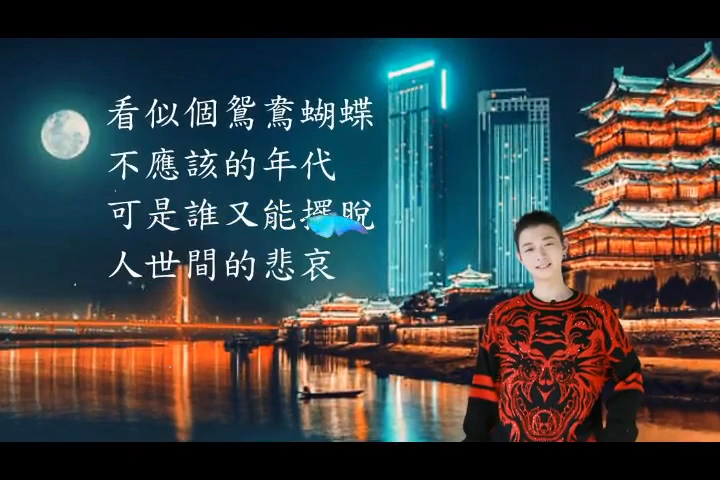 看似個鴛鴦蝴蝶
不應該的年代
可是誰又能擺脫
人世間的悲哀